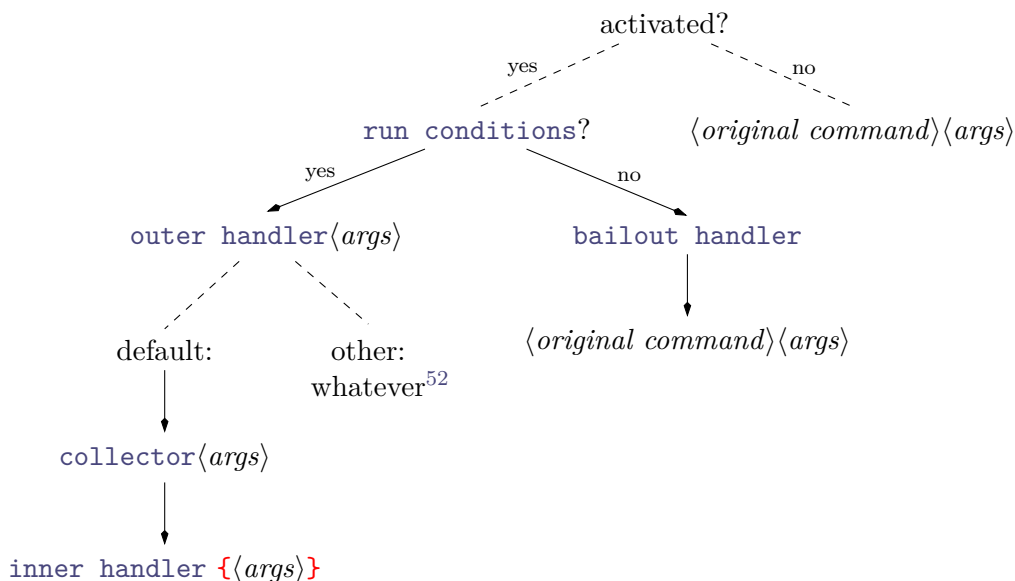 activated?
yes
no
run conditions?
⟨original command⟩⟨args⟩
yes
no
outer handler⟨args⟩
bailout handler
default:
other:
whatever52
⟨original command⟩⟨args⟩
collector⟨args⟩
inner handler {⟨args⟩}